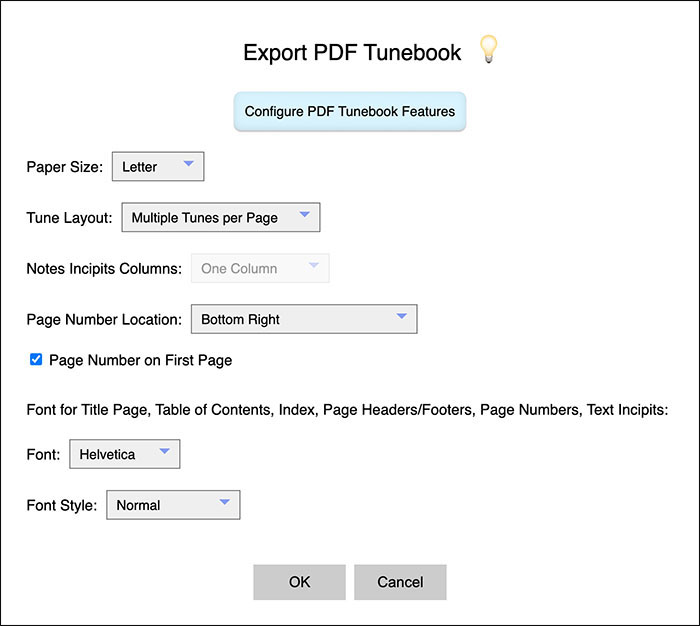 Export PDF Tunebook
Configure PDF Tunebook Features
Paper Size: Letter
Tune Layout: Multiple Tunes per Page
Notes Incipits Columns: One Column
Page Number Location: Bottom Right
Page Number on First Page
Font for Title Page, Table of Contents, Index, Page Headers/Footers, Page Numbers, Text Incipits:
Font: Helvetica
Font Style: Normal
OK Cancel